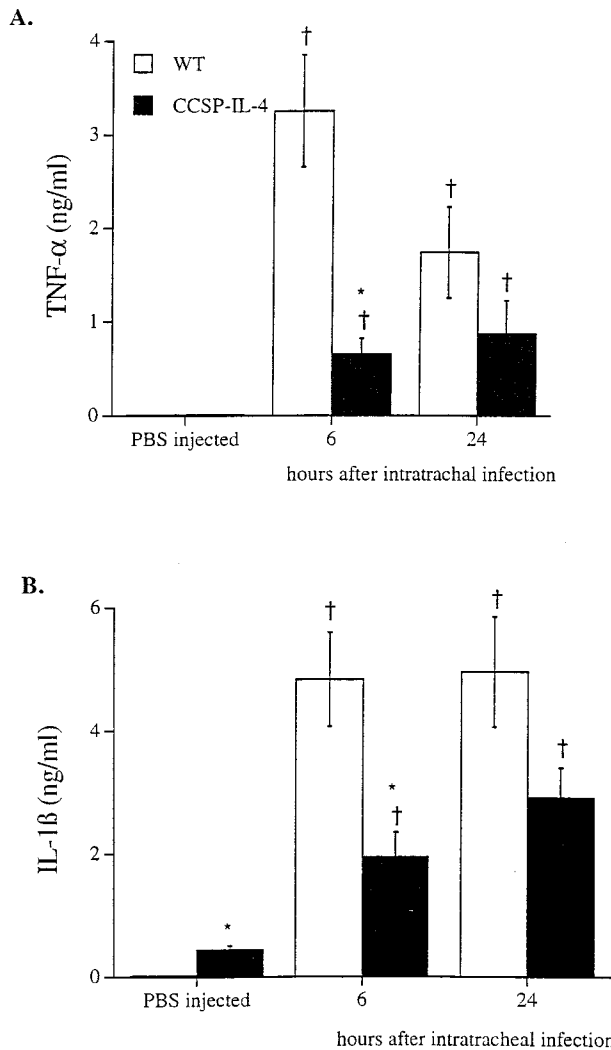 A.
4
3
2
1
0
TNF-α (ng/ml)
WT
CCSP-IL-4
†
*
†
†
†
PBS injected
6
24
hours after intratrachal infection
B.
6
4
2
0
IL-1ß (ng/ml)
*
†
*
†
†
†
PBS injected
6
24
hours after intratracheal infection